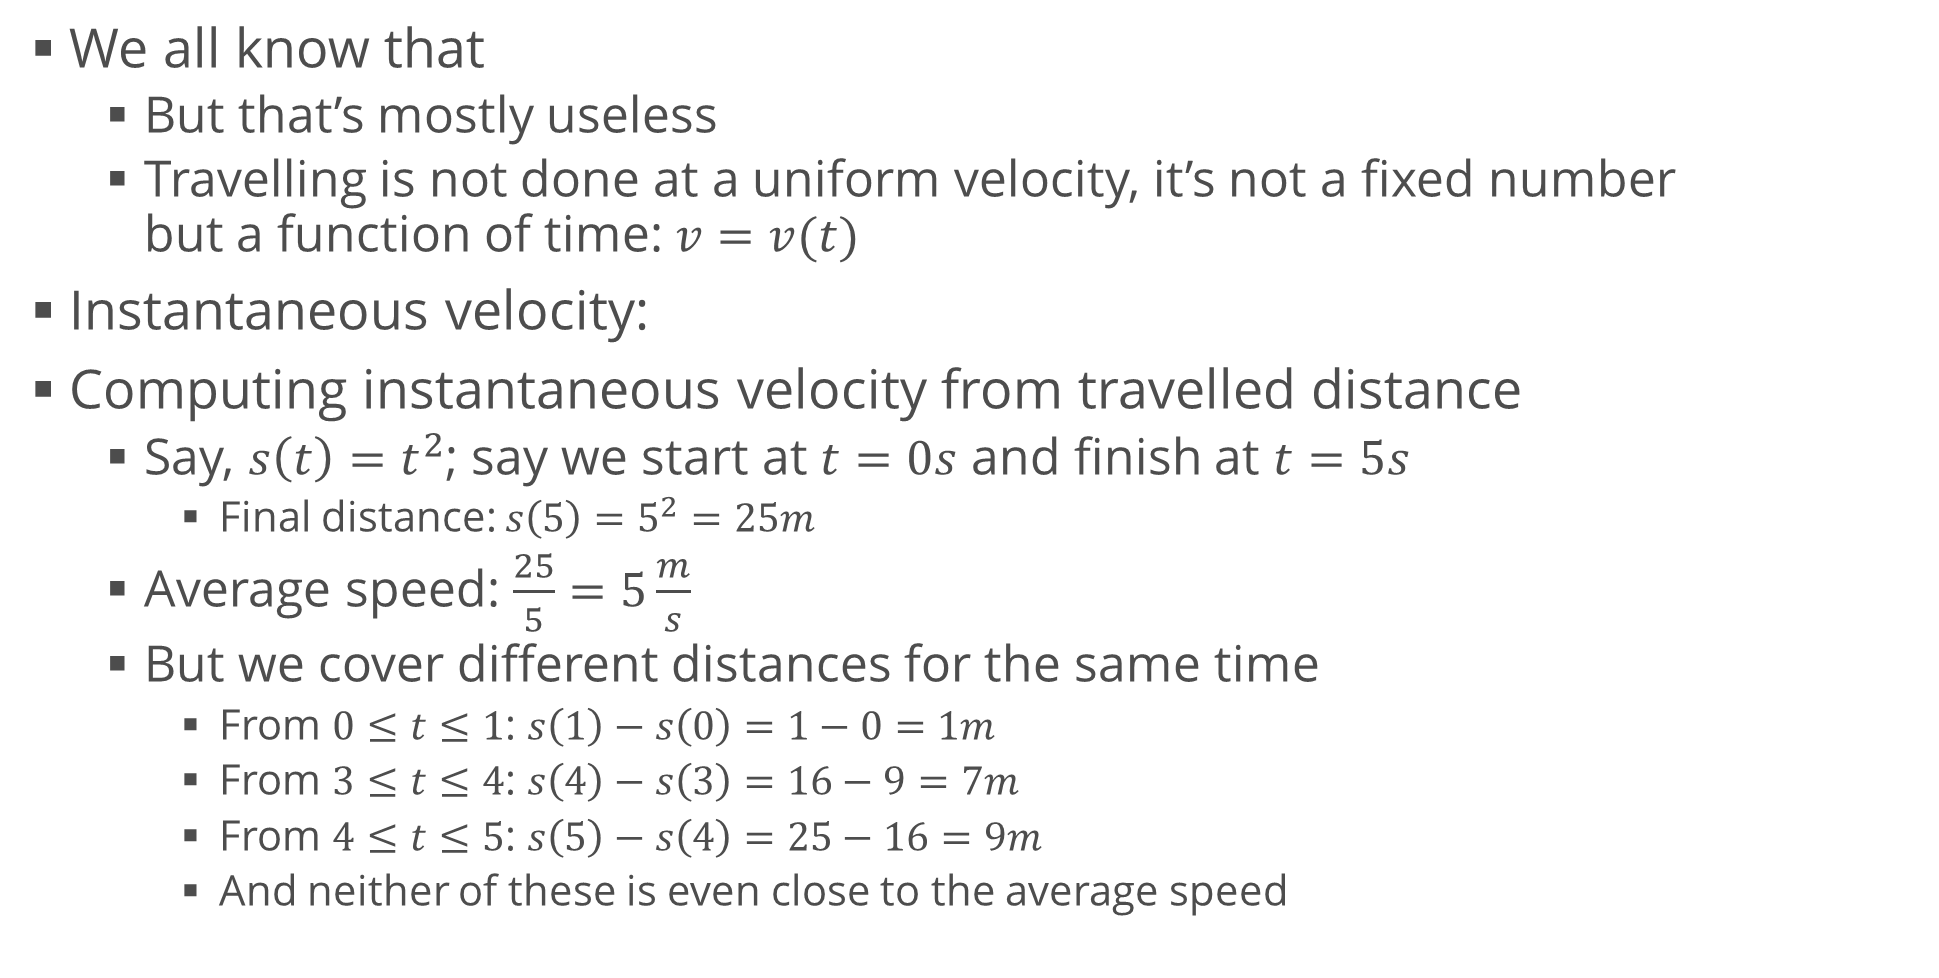 ▪ We all know that
▪ But that’s mostly useless
▪ Travelling is not done at a uniform velocity, it’s not a fixed number
but a function of time: 𝑣 = 𝑣(𝑡)
▪ Instantaneous velocity:
▪ Computing instantaneous velocity from travelled distance
▪ Say, 𝑠(𝑡) = 𝑡²; say we start at 𝑡 = 0𝑠 and finish at 𝑡 = 5𝑠
▪ Final distance: 𝑠(5) = 5² = 25𝑚
▪ Average speed: 25/5 = 5 𝑚/𝑠
▪ But we cover different distances for the same time
▪ From 0 ≤ 𝑡 ≤ 1: 𝑠(1) − 𝑠(0) = 1 − 0 = 1𝑚
▪ From 3 ≤ 𝑡 ≤ 4: 𝑠(4) − 𝑠(3) = 16 − 9 = 7𝑚
▪ From 4 ≤ 𝑡 ≤ 5: 𝑠(5) − 𝑠(4) = 25 − 16 = 9𝑚
▪ And neither of these is even close to the average speed